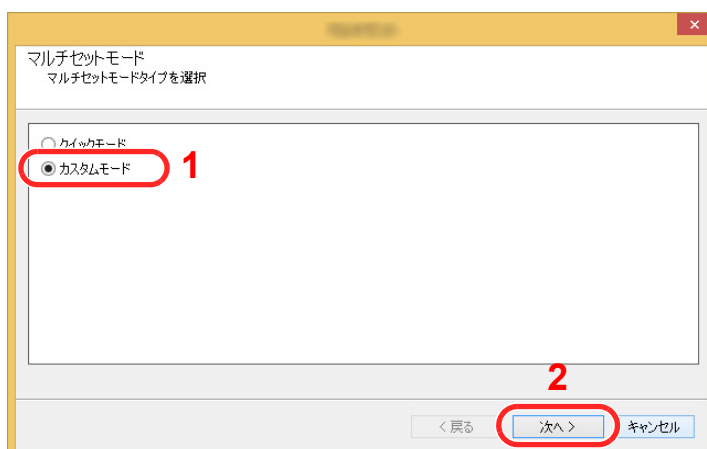 マルチセットモード
マルチセットモードタイプを選択
クイックモード
カスタムモード 1
2
< 戻る 次へ > キャンセル